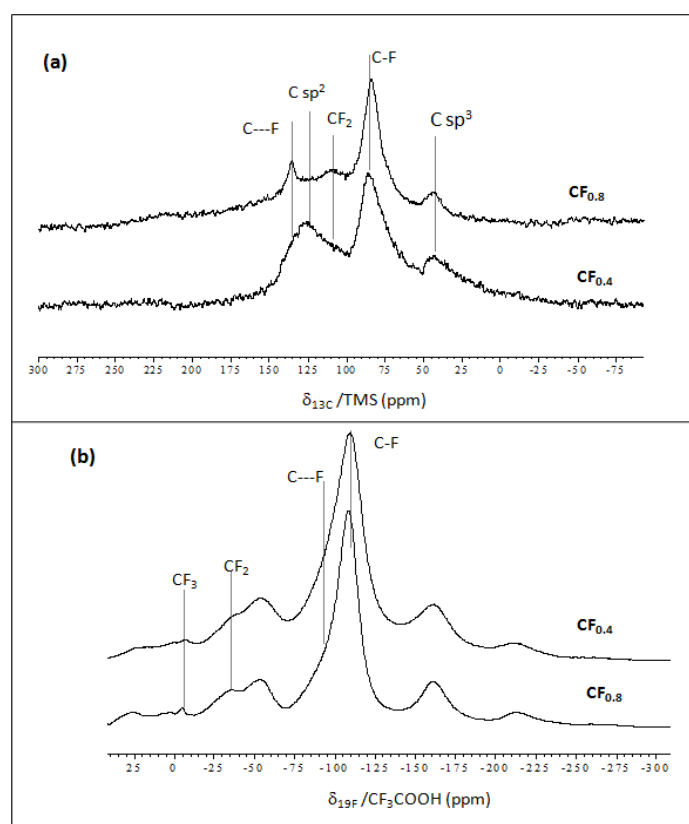 (a)
C-F
C sp²
C---F
CF₂
C sp³
CF₀.₈
CF₀.₄
300 275 250 225 200 175 150 125 100 75 50 25 0 -25 -50 -75
δ₁₃C /TMS (ppm)
(b)
C-F
C---F
CF₃
CF₂
CF₀.₄
CF₀.₈
25 0 -25 -50 -75 -100 -125 -150 -175 -200 -225 -250 -275 -300
δ₁₉F /CF₃COOH (ppm)